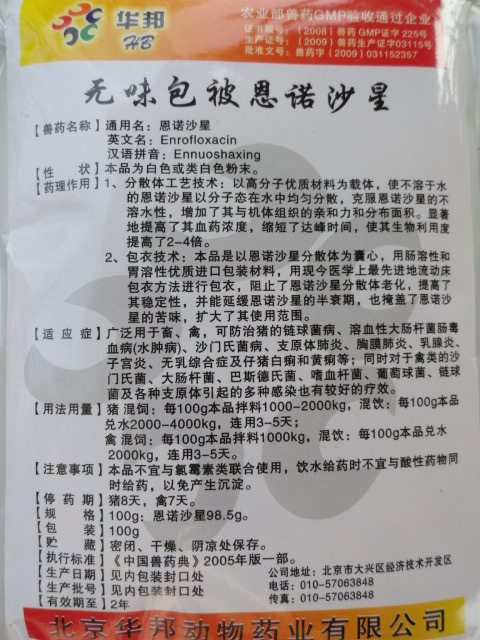 华邦
HB
农业部兽药GMP验收通过企业
证书编号:(2008)兽药GMP证字 225号
生产证号:(2009)兽药生产证字03115号
批准文号:兽药字(2009)031152357
无味包被恩诺沙星
【兽药名称】通用名:恩诺沙星
英文名:Enrofloxacin
汉语拼音:Ennuoshaxing
【性 状】本品为白色或类白色粉末。
【药理作用】1、分散体工艺技术:以高分子优质材料为载体,使不溶于水
的恩诺沙星以分子态在水中均匀分散,克服恩诺沙星的不
溶水性,增加了其与机体组织的亲和力和分布面积。显著
地提高了其血药浓度,缩短了达峰时间,使其生物利用度
提高了2-4倍。
2、包衣技术:本品是以恩诺沙星分散体为囊心,用肠溶性和
胃溶性优质进口包装材料,用现今医学上最先进地流动床
包衣方法进行包衣,阻止了恩诺沙星分散体老化,提高了
其稳定性,并能延缓恩诺沙星的半衰期,也掩盖了恩诺沙
星的苦味,扩大了其使用范围。
【适 应 症】广泛用于畜、禽,可防治猪的链球菌病、溶血性大肠杆菌肠毒
血病(水肿病)、沙门氏菌病、支原体肺炎、胸膜肺炎、乳腺炎、
子宫炎、无乳综合症及仔猪白痢和黄痢等;同时对于禽类的沙
门氏菌、大肠杆菌、巴斯德氏菌、嗜血杆菌、葡萄球菌、链球
菌及各种支原体引起的多种感染也有较好的疗效。
【用法用量】猪 混饲:每100g本品拌料1000-2000kg,混饮:每100g本品
兑水2000-4000kg,连用3-5天;
禽 混饲:每100g本品拌料1000kg,混饮:每100g本品兑水
2000kg,连用3-5天。
【注意事项】本品不宜与氯霉素类联合使用,饮水给药时不宜与酸性药物同
时给药,以免产生沉淀。
【停 药 期】猪8天,禽7天。
【规 格】100g:恩诺沙星98.5g。
【包 装】100g
【贮 藏】密闭、干燥、阴凉处保存。
【执行标准】《中国兽药典》2005年版一部。
【生产日期】见内包装封口处
【生产批号】见内包装封口处
【有效期至】2年
公司地址:北京市大兴区经济技术开发区
电话:010-57063848
传真:010-57063848
北京华邦动物药业有限公司